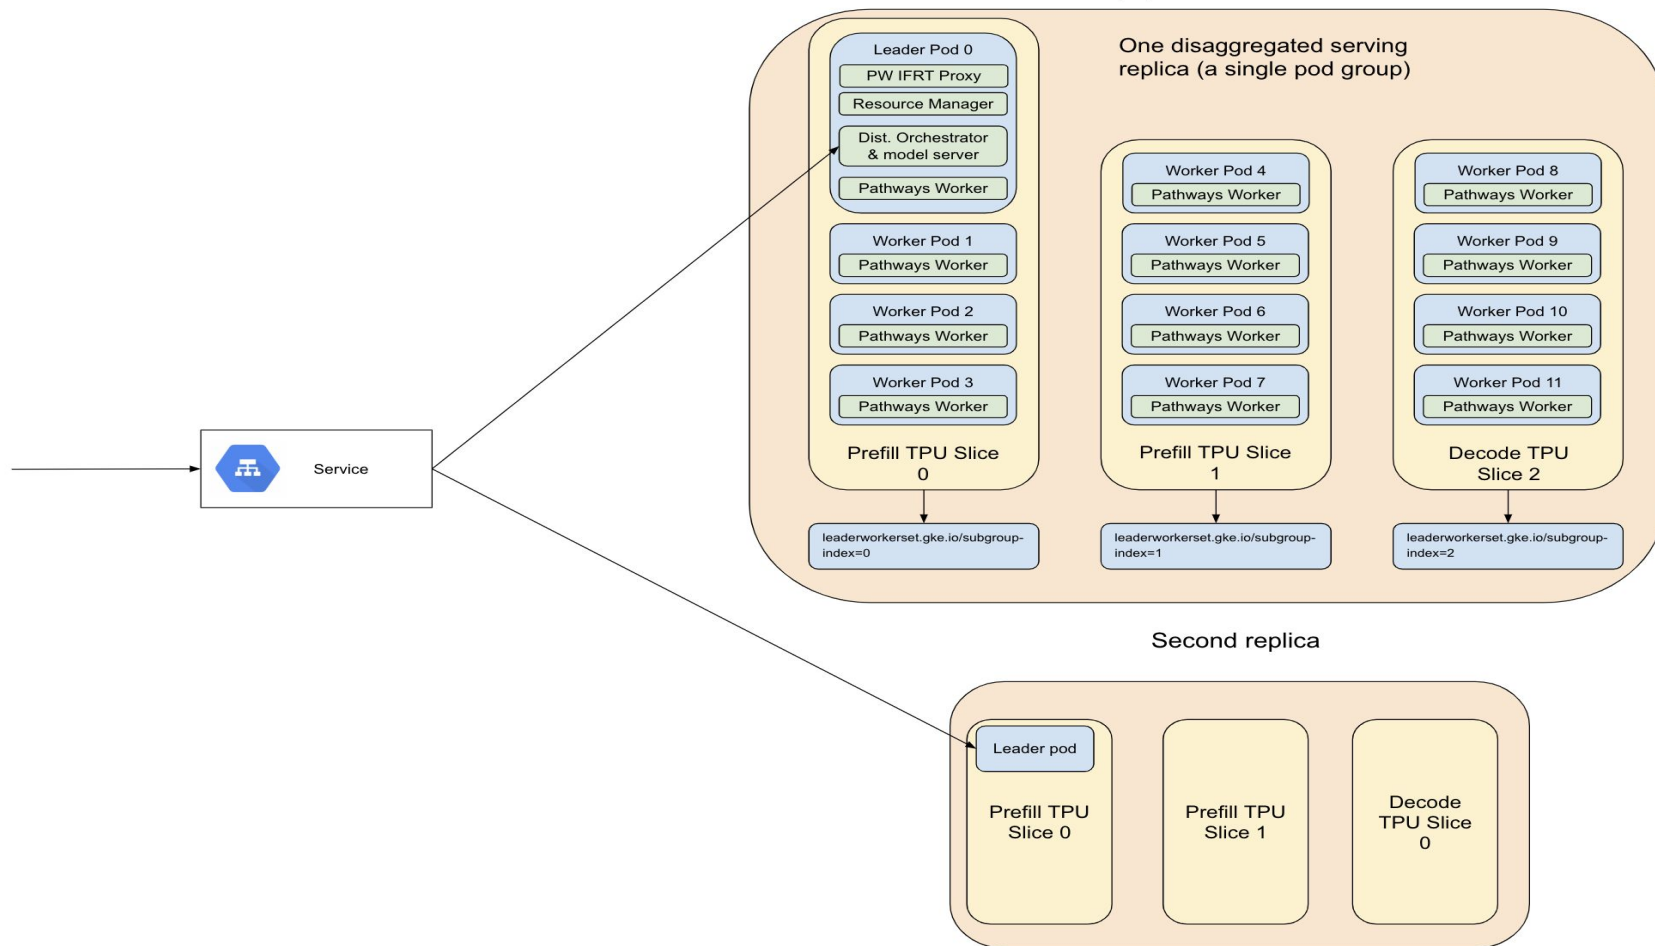 One disaggregated serving
replica (a single pod group)
Leader Pod 0
PW IFRT Proxy
Resource Manager
Dist. Orchestrator
& model server
Pathways Worker
Worker Pod 1
Pathways Worker
Worker Pod 2
Pathways Worker
Worker Pod 3
Pathways Worker
Prefill TPU Slice
0
leaderworkerset.gke.io/subgroup-
index=0
Worker Pod 4
Pathways Worker
Worker Pod 5
Pathways Worker
Worker Pod 6
Pathways Worker
Worker Pod 7
Pathways Worker
Prefill TPU Slice
1
leaderworkerset.gke.io/subgroup-
index=1
Worker Pod 8
Pathways Worker
Worker Pod 9
Pathways Worker
Worker Pod 10
Pathways Worker
Worker Pod 11
Pathways Worker
Decode TPU
Slice 2
leaderworkerset.gke.io/subgroup-
index=2
Service
Second replica
Leader pod
Prefill TPU
Slice 0
Prefill TPU
Slice 1
Decode
TPU Slice
0